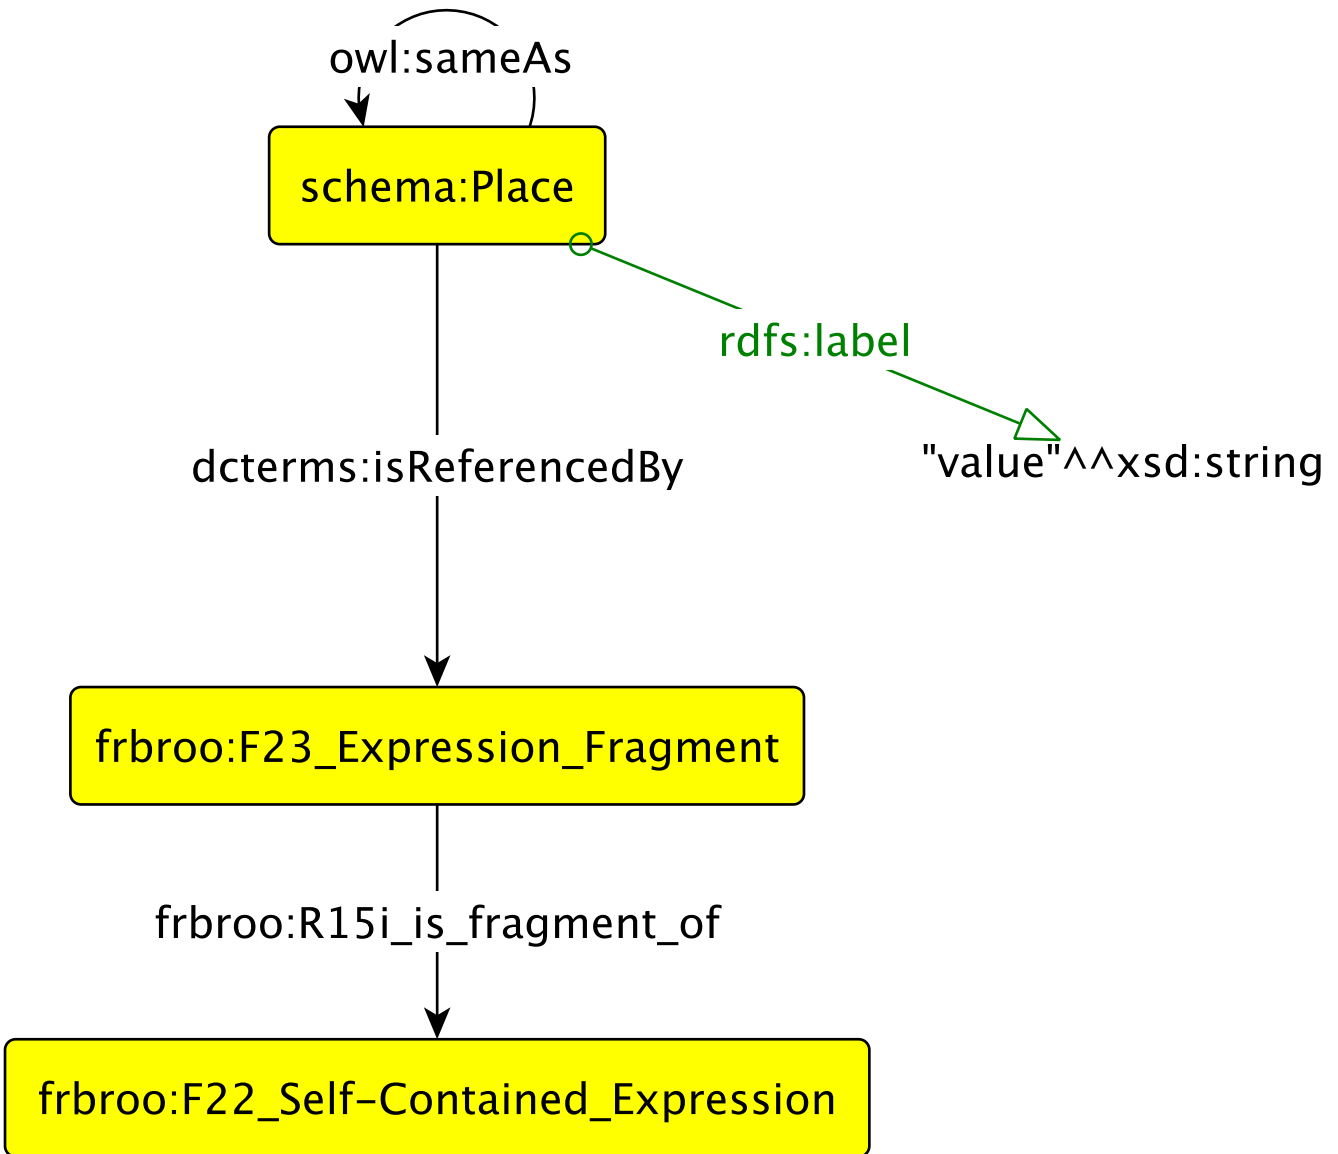 owl:sameAs
schema:Place
rdfs:label
"value"^^xsd:string
dcterms:isReferencedBy
frbroo:F23_Expression_Fragment
frbroo:R15i_is_fragment_of
frbroo:F22_Self-Contained_Expression